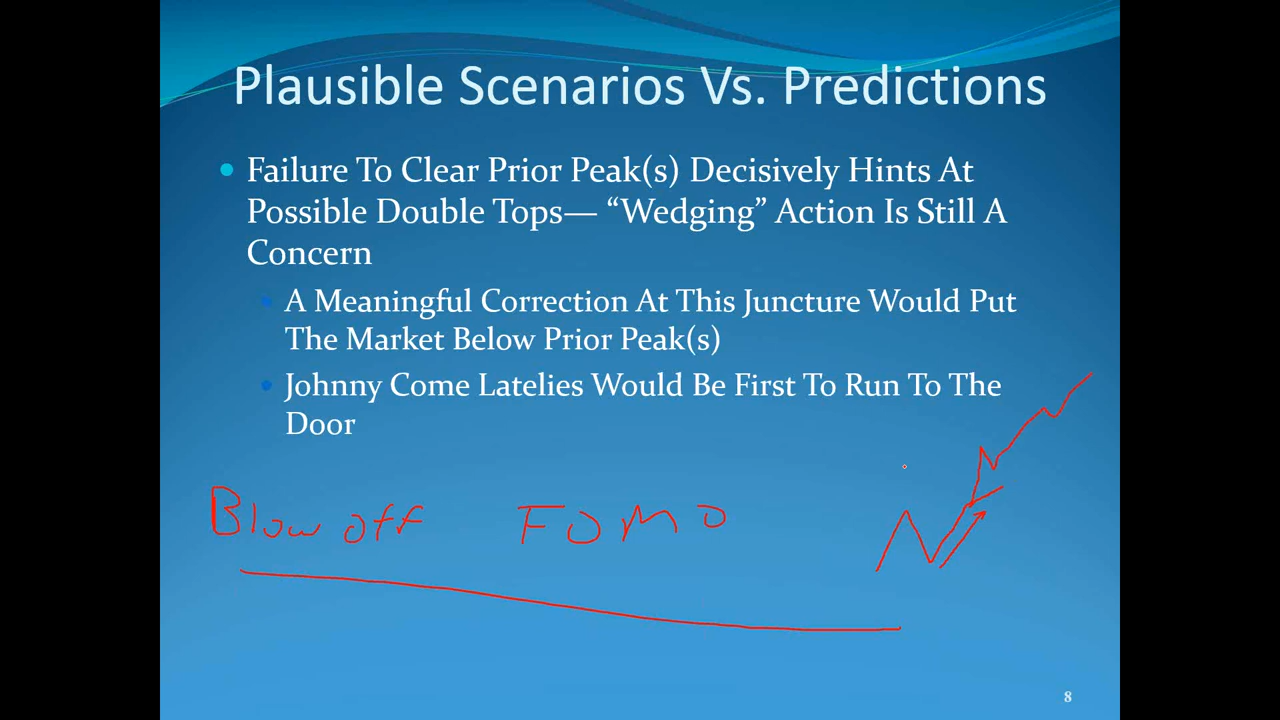 Plausible Scenarios Vs. Predictions
Failure To Clear Prior Peak(s) Decisively Hints At
Possible Double Tops— “Wedging” Action Is Still A
Concern
A Meaningful Correction At This Juncture Would Put
The Market Below Prior Peak(s)
Johnny Come Latelies Would Be First To Run To The
Door
Blow off FOMO
8